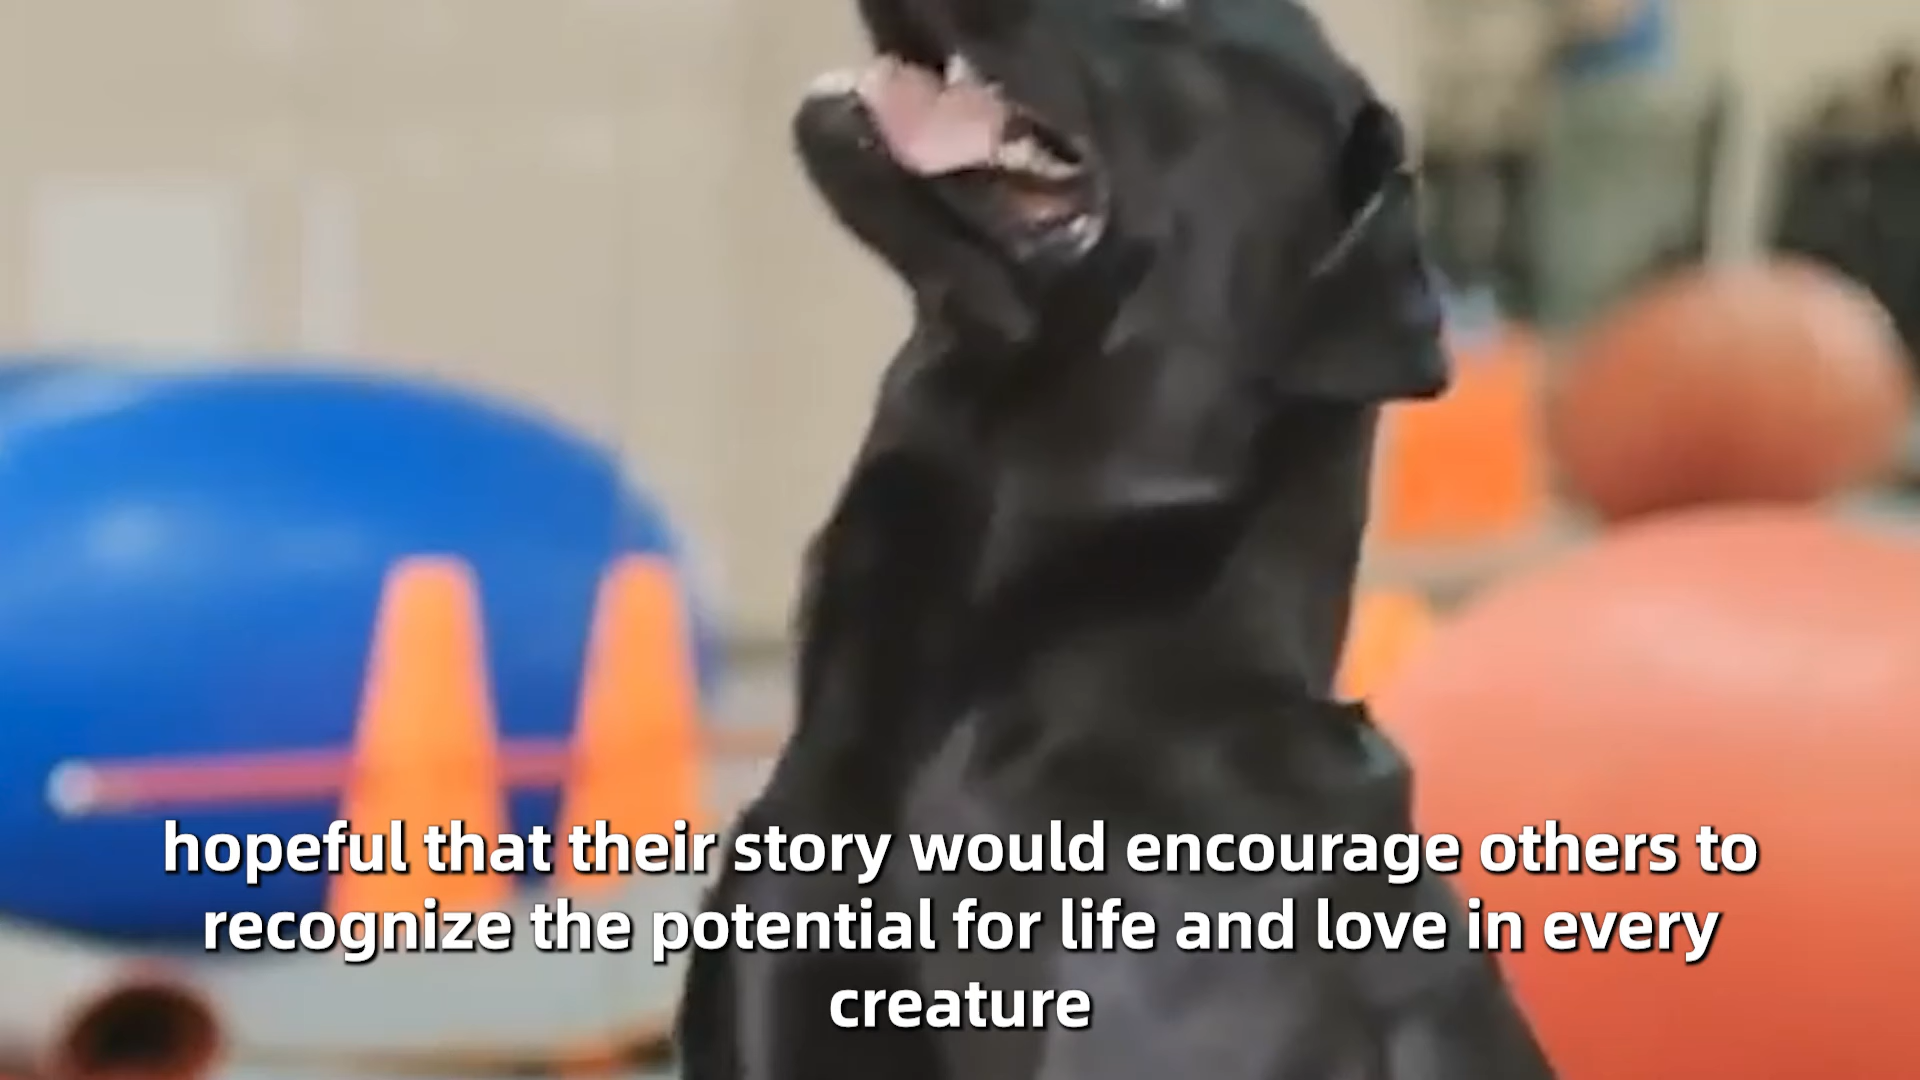 hopeful that their story would encourage others to
recognize the potential for life and love in every
creature